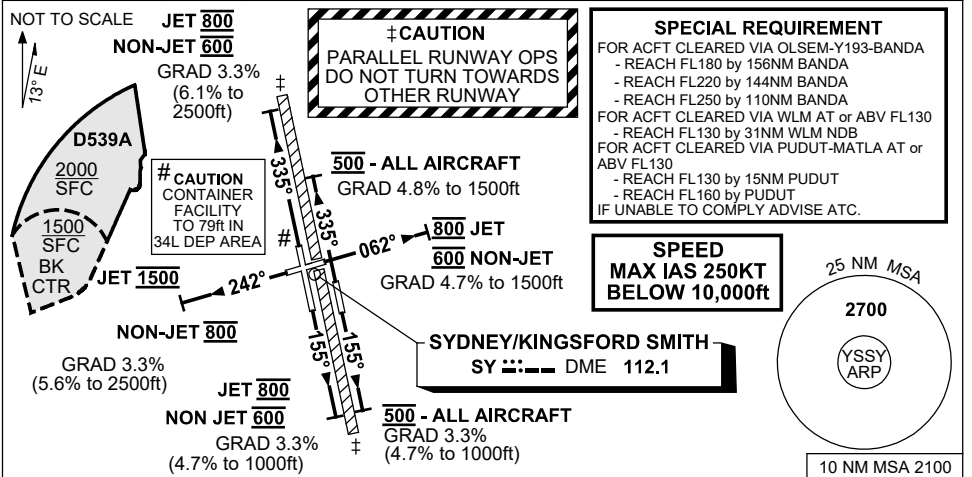 NOT TO SCALE
13° E
JET 800
NON-JET 600
GRAD 3.3%
(6.1% to
2500ft)
‡
‡CAUTION
PARALLEL RUNWAY OPS
DO NOT TURN TOWARDS
OTHER RUNWAY
SPECIAL REQUIREMENT
FOR ACFT CLEARED VIA OLSEM-Y193-BANDA
- REACH FL180 by 156NM BANDA
- REACH FL220 by 144NM BANDA
- REACH FL250 by 110NM BANDA
FOR ACFT CLEARED VIA WLM AT or ABV FL130
- REACH FL130 by 31NM WLM NDB
FOR ACFT CLEARED VIA PUDUT-MATLA AT or
ABV FL130
- REACH FL130 by 15NM PUDUT
- REACH FL160 by PUDUT
IF UNABLE TO COMPLY ADVISE ATC.
D539A
2000
SFC
1500
SFC
BK
CTR
# CAUTION
CONTAINER
FACILITY
TO 79ft IN
34L DEP AREA
#
335°
335°
500 - ALL AIRCRAFT
GRAD 4.8% to 1500ft
062°
800 JET
600 NON-JET
GRAD 4.7% to 1500ft
JET 1500
242°
NON-JET 800
GRAD 3.3%
(5.6% to 2500ft)
SPEED
MAX IAS 250KT
BELOW 10,000ft
25 NM MSA
2700
YSSY
ARP
10 NM MSA 2100
SYDNEY/KINGSFORD SMITH
SY DME 112.1
155°
155°
JET 800
NON JET 600
GRAD 3.3%
(4.7% to 1000ft)
‡
500 - ALL AIRCRAFT
GRAD 3.3%
(4.7% to 1000ft)